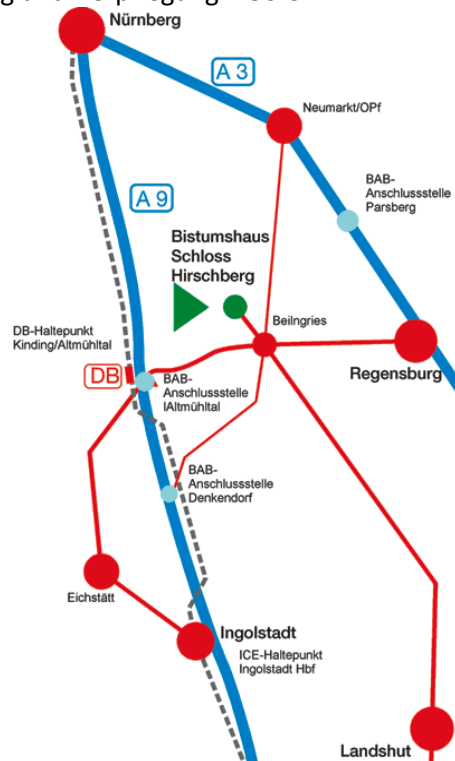 Nürnberg
A 3
Neumarkt/OPf
BAB-
Anschlussstelle
Parsberg
A 9
Bistumshaus
Schloss
Hirschberg
Beilngries
DB-Haltepunkt
Kinding/Altmühltal
Regensburg
DB
BAB-
Anschlussstelle
lAltmühltal
BAB-
Anschlussstelle
Denkendorf
Eichstätt
Ingolstadt
ICE-Haltepunkt
Ingolstadt Hbf
Landshut